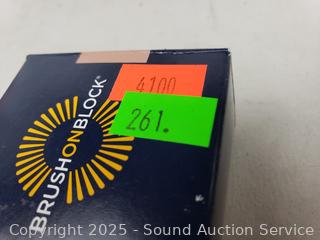 4100
261.
BRUSHONBLOCK®
Copyright 2025 - Sound Auction Service